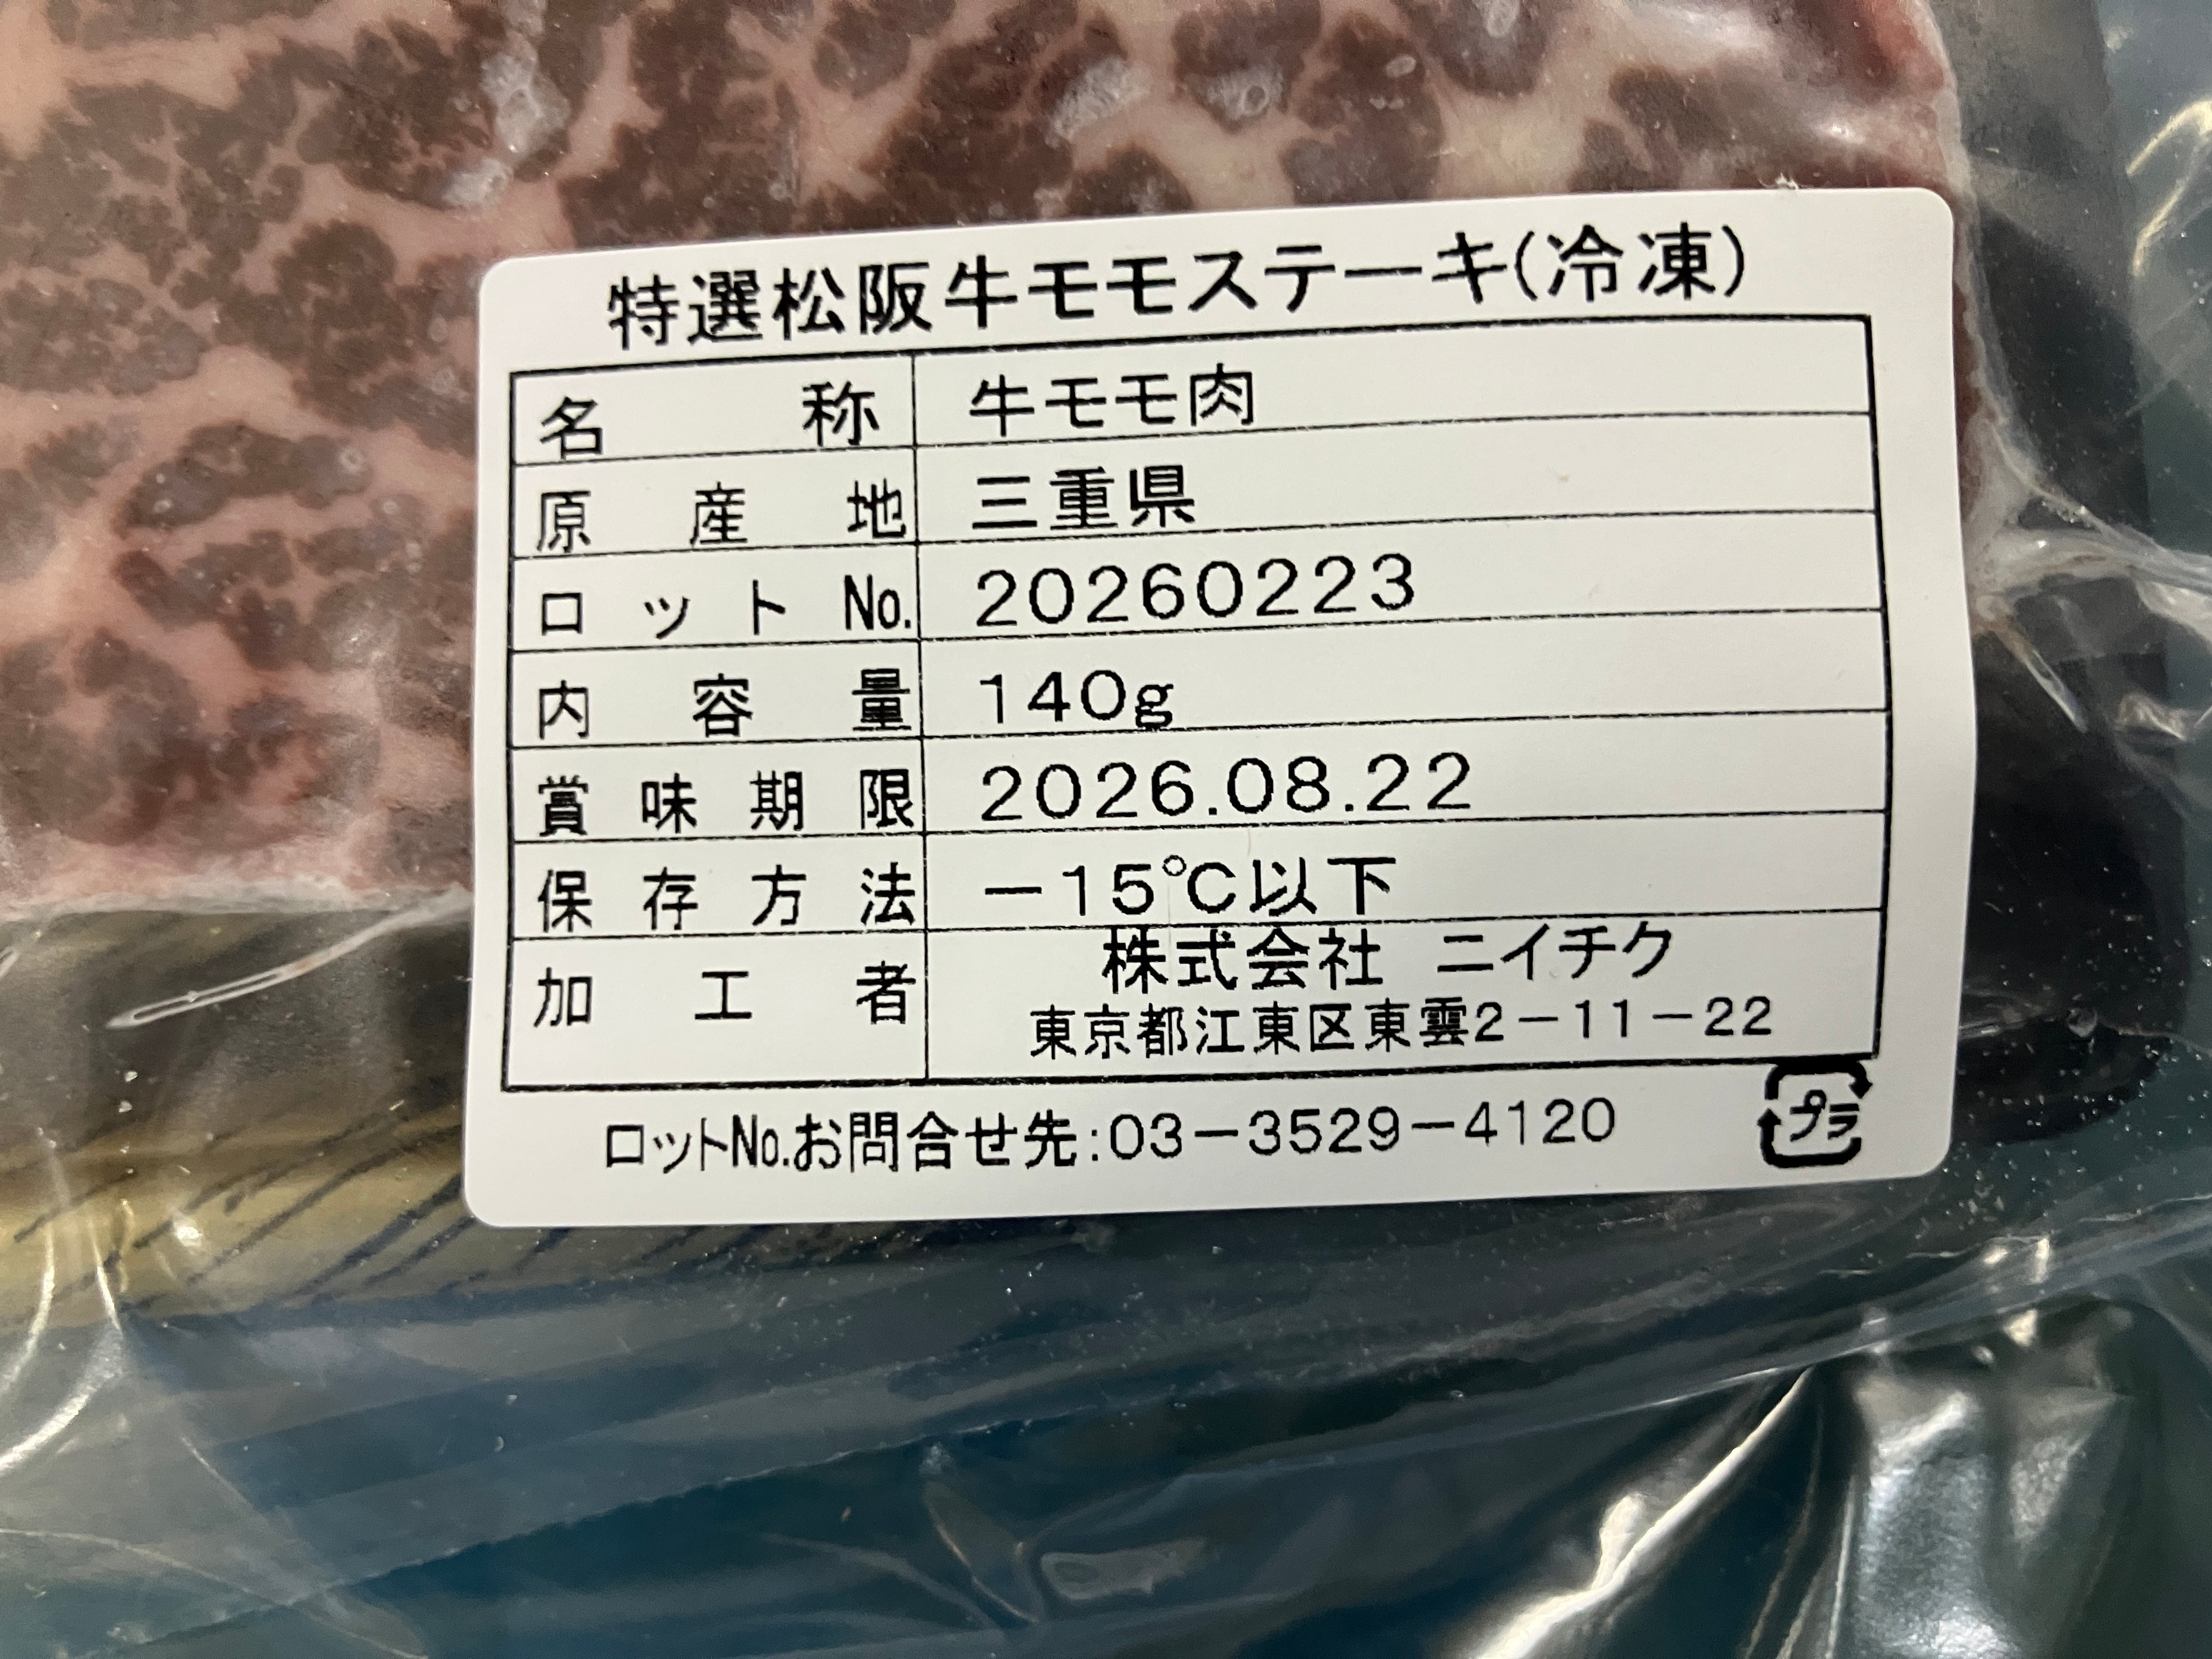 特選松阪牛モモステーキ(冷凍)
名称 牛モモ肉
原産地 三重県
ロットNo. 20260223
内容量 140g
賞味期限 2026.08.22
保存方法 －15℃以下
加工者 株式会社 ニイチク
東京都江東区東雲2－11－22
ロットNo.お問合せ先:03－3529－4120
プラ